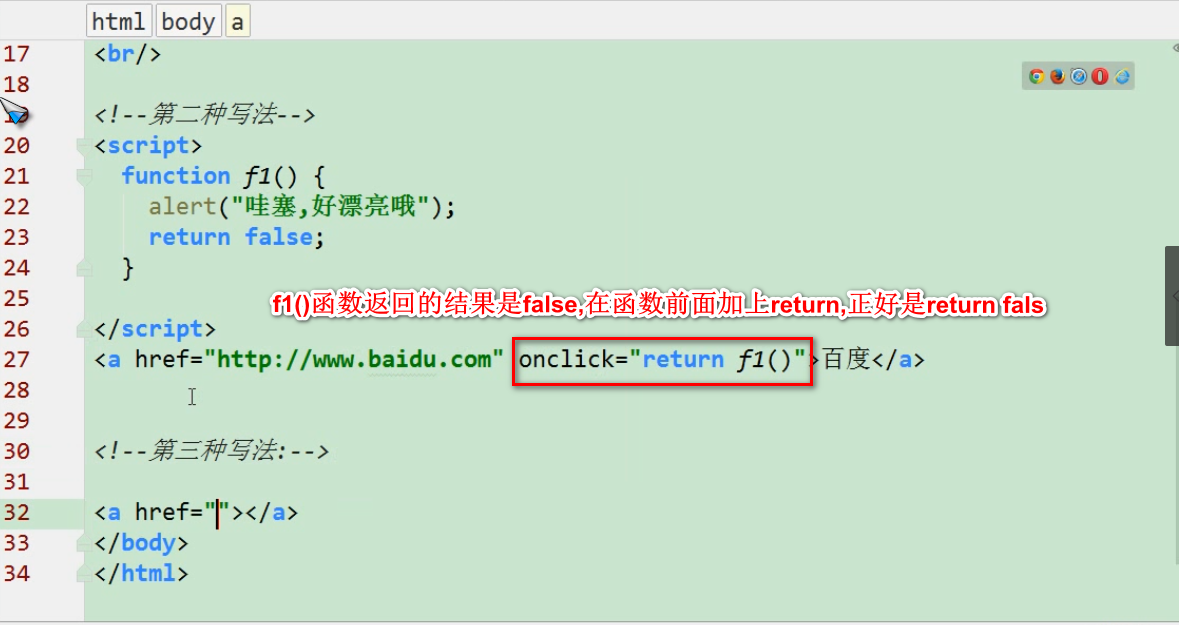 html body a
17 <br/>
18
<!--第二种写法-->
20 <script>
21 function f1() {
22 alert("哇塞,好漂亮哦");
23 return false;
24 }
25
f1()函数返回的结果是false,在函数前面加上return,正好是return fals
26 </script>
27 <a href="http://www.baidu.com" onclick="return f1()">百度</a>
28
29
30 <!--第三种写法:-->
31
32 <a href=""></a>
33 </body>
34 </html>